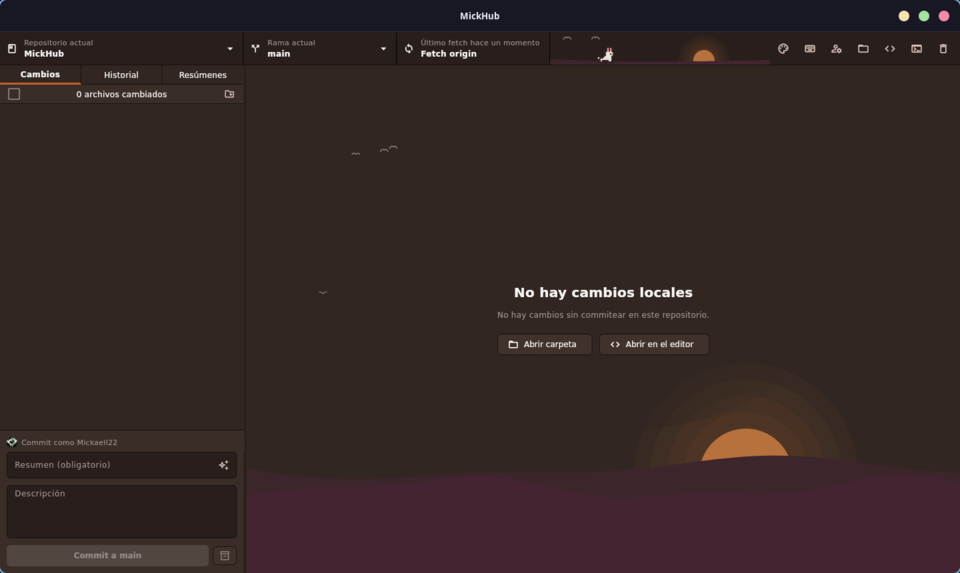 MickHub
Repositorio actual
MickHub
Rama actual
main
Último fetch hace un momento
Fetch origin
Cambios
Historial
Resúmenes
0 archivos cambiados
No hay cambios locales
No hay cambios sin commitear en este repositorio.
Abrir carpeta
Abrir en el editor
Commit como Mickaell22
Resumen (obligatorio)
Descripción
Commit a main